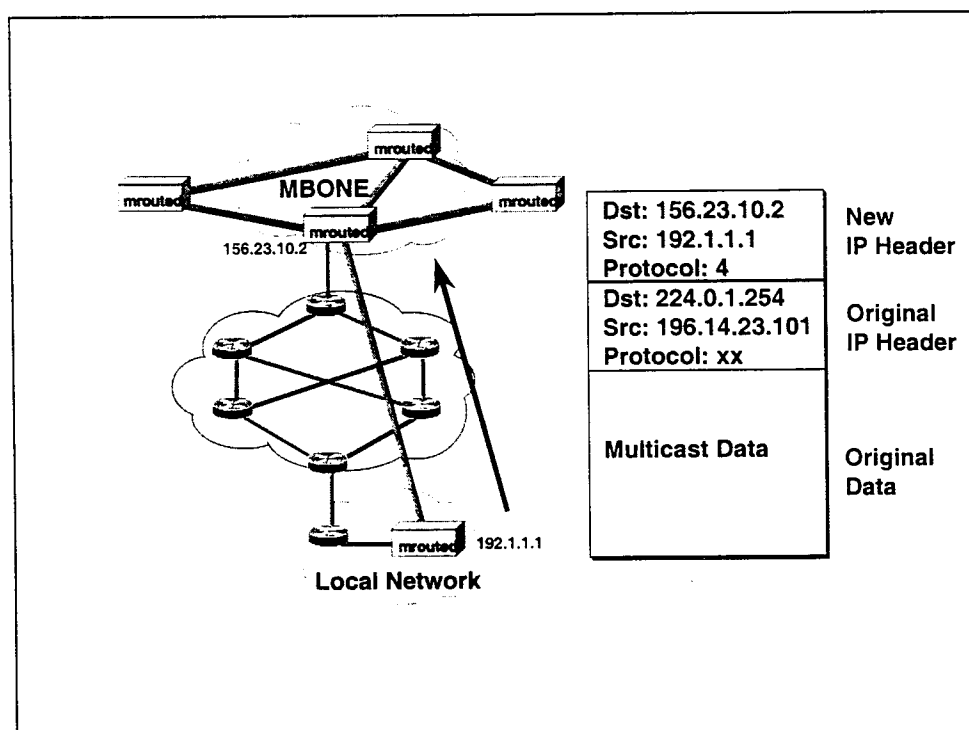 mrouted
MBONE
mrouted
mrouted
mrouted
156.23.10.2
mrouted
192.1.1.1
Local Network
Dst: 156.23.10.2
Src: 192.1.1.1
Protocol: 4
New
IP Header
Dst: 224.0.1.254
Src: 196.14.23.101
Protocol: xx
Original
IP Header
Multicast Data
Original
Data